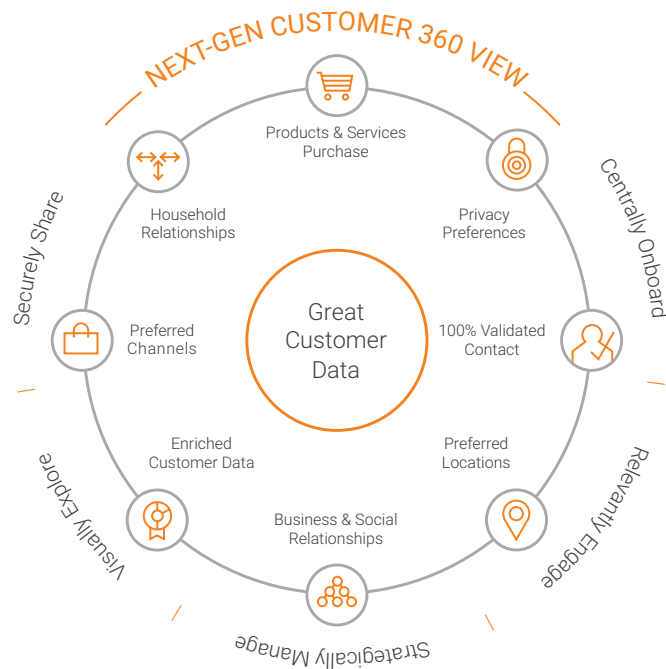 NEXT-GEN CUSTOMER 360 VIEW
Products & Services
Purchase
Household
Relationships
Privacy
Preferences
Securely Share
Centrally Onboard
Preferred
Channels
Great
Customer
Data
100% Validated
Contact
Enriched
Customer Data
Preferred
Locations
Visually Explore
Relevantly Engage
Business & Social
Relationships
Strategically Manage